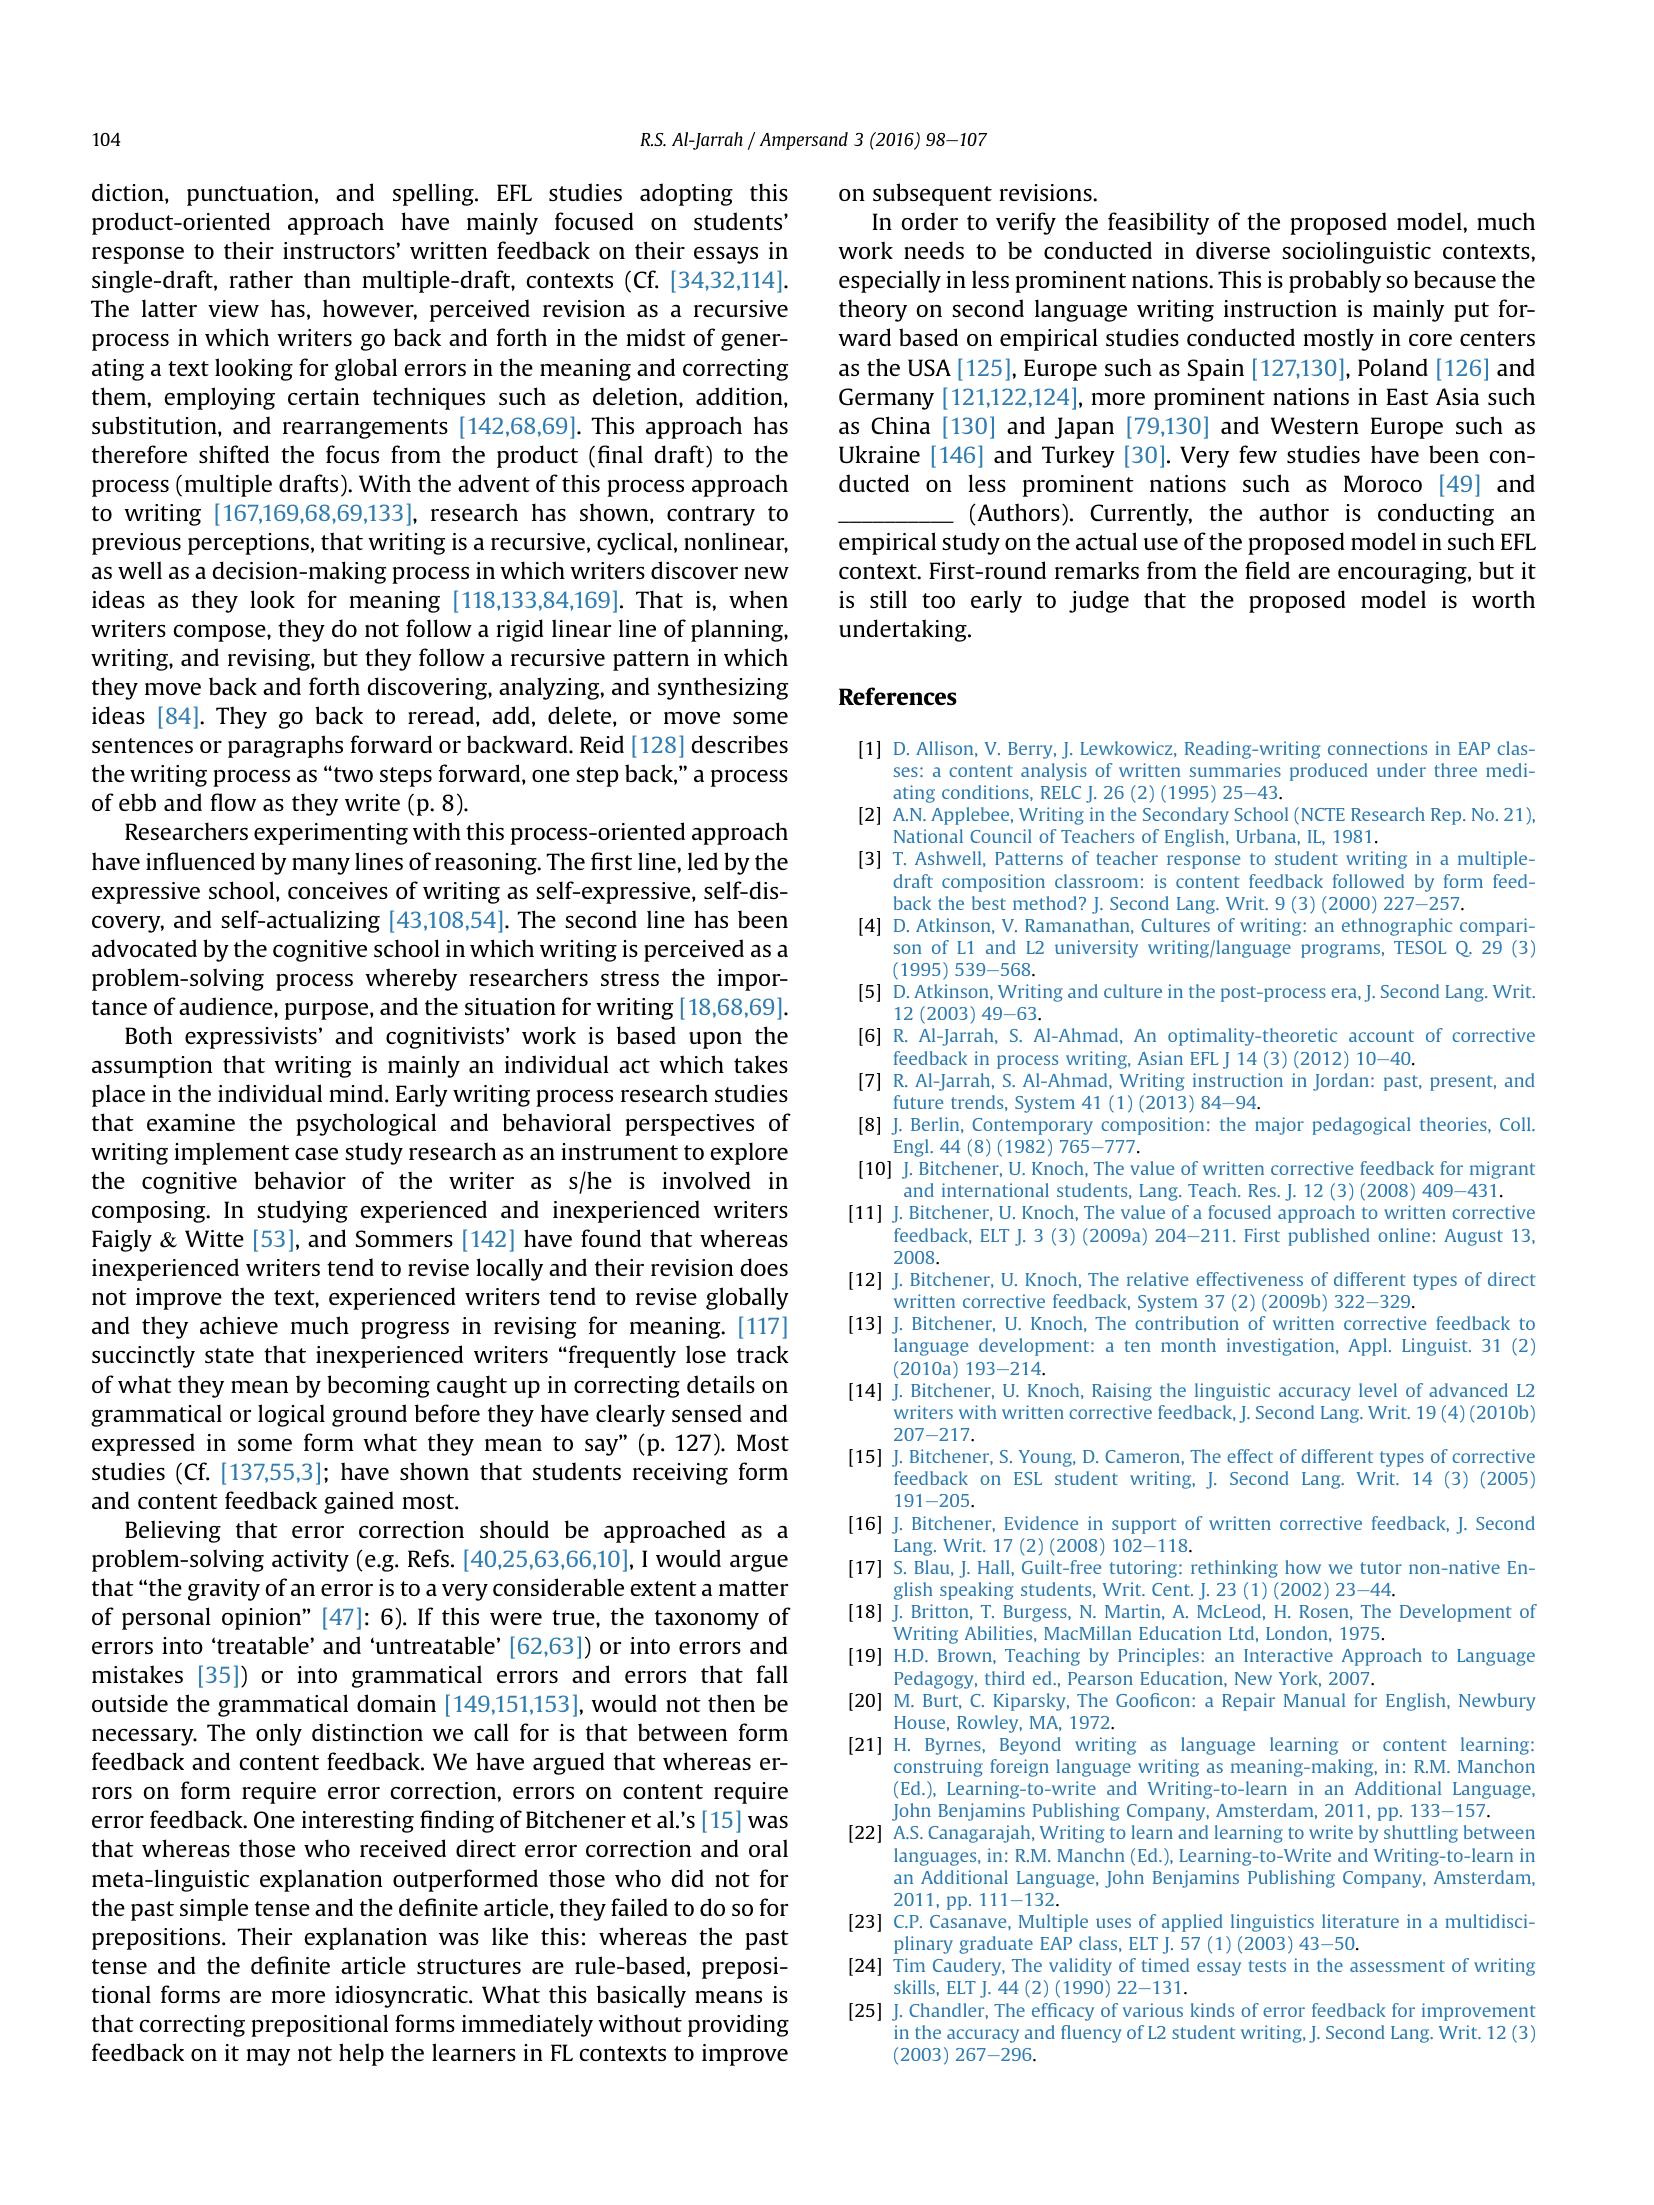 104
R.S. Al-Jarrah / Ampersand 3 (2016) 98–107
diction, punctuation, and spelling. EFL studies adopting this
product-oriented approach have mainly focused on students’
response to their instructors’ written feedback on their essays in
single-draft, rather than multiple-draft, contexts (Cf. [34,32,114].
The latter view has, however, perceived revision as a recursive
process in which writers go back and forth in the midst of gener-
ating a text looking for global errors in the meaning and correcting
them, employing certain techniques such as deletion, addition,
substitution, and rearrangements [142,68,69]. This approach has
therefore shifted the focus from the product (final draft) to the
process (multiple drafts). With the advent of this process approach
to writing [167,169,68,69,133], research has shown, contrary to
previous perceptions, that writing is a recursive, cyclical, nonlinear,
as well as a decision-making process in which writers discover new
ideas as they look for meaning [118,133,84,169]. That is, when
writers compose, they do not follow a rigid linear line of planning,
writing, and revising, but they follow a recursive pattern in which
they move back and forth discovering, analyzing, and synthesizing
ideas [84]. They go back to reread, add, delete, or move some
sentences or paragraphs forward or backward. Reid [128] describes
the writing process as “two steps forward, one step back,” a process
of ebb and flow as they write (p. 8).
Researchers experimenting with this process-oriented approach
have influenced by many lines of reasoning. The first line, led by the
expressive school, conceives of writing as self-expressive, self-dis-
covery, and self-actualizing [43,108,54]. The second line has been
advocated by the cognitive school in which writing is perceived as a
problem-solving process whereby researchers stress the impor-
tance of audience, purpose, and the situation for writing [18,68,69].
Both expressivists’ and cognitivists’ work is based upon the
assumption that writing is mainly an individual act which takes
place in the individual mind. Early writing process research studies
that examine the psychological and behavioral perspectives of
writing implement case study research as an instrument to explore
the cognitive behavior of the writer as s/he is involved in
composing. In studying experienced and inexperienced writers
Faigly & Witte [53], and Sommers [142] have found that whereas
inexperienced writers tend to revise locally and their revision does
not improve the text, experienced writers tend to revise globally
and they achieve much progress in revising for meaning. [117]
succinctly state that inexperienced writers “frequently lose track
of what they mean by becoming caught up in correcting details on
grammatical or logical ground before they have clearly sensed and
expressed in some form what they mean to say” (p. 127). Most
studies (Cf. [137,55,3]; have shown that students receiving form
and content feedback gained most.
Believing that error correction should be approached as a
problem-solving activity (e.g. Refs. [40,25,63,66,10], I would argue
that “the gravity of an error is to a very considerable extent a matter
of personal opinion” [47]: 6). If this were true, the taxonomy of
errors into ‘treatable’ and ‘untreatable’ [62,63]) or into errors and
mistakes [35]) or into grammatical errors and errors that fall
outside the grammatical domain [149,151,153], would not then be
necessary. The only distinction we call for is that between form
feedback and content feedback. We have argued that whereas er-
rors on form require error correction, errors on content require
error feedback. One interesting finding of Bitchener et al.’s [15] was
that whereas those who received direct error correction and oral
meta-linguistic explanation outperformed those who did not for
the past simple tense and the definite article, they failed to do so for
prepositions. Their explanation was like this: whereas the past
tense and the definite article structures are rule-based, preposi-
tional forms are more idiosyncratic. What this basically means is
that correcting prepositional forms immediately without providing
feedback on it may not help the learners in FL contexts to improve
on subsequent revisions.
In order to verify the feasibility of the proposed model, much
work needs to be conducted in diverse sociolinguistic contexts,
especially in less prominent nations. This is probably so because the
theory on second language writing instruction is mainly put for-
ward based on empirical studies conducted mostly in core centers
as the USA [125], Europe such as Spain [127,130], Poland [126] and
Germany [121,122,124], more prominent nations in East Asia such
as China [130] and Japan [79,130] and Western Europe such as
Ukraine [146] and Turkey [30]. Very few studies have been con-
ducted on less prominent nations such as Moroco [49] and
__________ (Authors). Currently, the author is conducting an
empirical study on the actual use of the proposed model in such EFL
context. First-round remarks from the field are encouraging, but it
is still too early to judge that the proposed model is worth
undertaking.
References
[1] D. Allison, V. Berry, J. Lewkowicz, Reading-writing connections in EAP clas-
ses: a content analysis of written summaries produced under three medi-
ating conditions, RELC J. 26 (2) (1995) 25–43.
[2] A.N. Applebee, Writing in the Secondary School (NCTE Research Rep. No. 21),
National Council of Teachers of English, Urbana, IL, 1981.
[3] T. Ashwell, Patterns of teacher response to student writing in a multiple-
draft composition classroom: is content feedback followed by form feed-
back the best method? J. Second Lang. Writ. 9 (3) (2000) 227–257.
[4] D. Atkinson, V. Ramanathan, Cultures of writing: an ethnographic compari-
son of L1 and L2 university writing/language programs, TESOL Q. 29 (3)
(1995) 539–568.
[5] D. Atkinson, Writing and culture in the post-process era, J. Second Lang. Writ.
12 (2003) 49–63.
[6] R. Al-Jarrah, S. Al-Ahmad, An optimality-theoretic account of corrective
feedback in process writing, Asian EFL J 14 (3) (2012) 10–40.
[7] R. Al-Jarrah, S. Al-Ahmad, Writing instruction in Jordan: past, present, and
future trends, System 41 (1) (2013) 84–94.
[8] J. Berlin, Contemporary composition: the major pedagogical theories, Coll.
Engl. 44 (8) (1982) 765–777.
[10] J. Bitchener, U. Knoch, The value of written corrective feedback for migrant
and international students, Lang. Teach. Res. J. 12 (3) (2008) 409–431.
[11] J. Bitchener, U. Knoch, The value of a focused approach to written corrective
feedback, ELT J. 3 (3) (2009a) 204–211. First published online: August 13,
2008.
[12] J. Bitchener, U. Knoch, The relative effectiveness of different types of direct
written corrective feedback, System 37 (2) (2009b) 322–329.
[13] J. Bitchener, U. Knoch, The contribution of written corrective feedback to
language development: a ten month investigation, Appl. Linguist. 31 (2)
(2010a) 193–214.
[14] J. Bitchener, U. Knoch, Raising the linguistic accuracy level of advanced L2
writers with written corrective feedback, J. Second Lang. Writ. 19 (4) (2010b)
207–217.
[15] J. Bitchener, S. Young, D. Cameron, The effect of different types of corrective
feedback on ESL student writing, J. Second Lang. Writ. 14 (3) (2005)
191–205.
[16] J. Bitchener, Evidence in support of written corrective feedback, J. Second
Lang. Writ. 17 (2) (2008) 102–118.
[17] S. Blau, J. Hall, Guilt-free tutoring: rethinking how we tutor non-native En-
glish speaking students, Writ. Cent. J. 23 (1) (2002) 23–44.
[18] J. Britton, T. Burgess, N. Martin, A. McLeod, H. Rosen, The Development of
Writing Abilities, MacMillan Education Ltd, London, 1975.
[19] H.D. Brown, Teaching by Principles: an Interactive Approach to Language
Pedagogy, third ed., Pearson Education, New York, 2007.
[20] M. Burt, C. Kiparsky, The Gooficon: a Repair Manual for English, Newbury
House, Rowley, MA, 1972.
[21] H. Byrnes, Beyond writing as language learning or content learning:
construing foreign language writing as meaning-making, in: R.M. Manchon
(Ed.), Learning-to-write and Writing-to-learn in an Additional Language,
John Benjamins Publishing Company, Amsterdam, 2011, pp. 133–157.
[22] A.S. Canagarajah, Writing to learn and learning to write by shuttling between
languages, in: R.M. Manchn (Ed.), Learning-to-Write and Writing-to-learn in
an Additional Language, John Benjamins Publishing Company, Amsterdam,
2011, pp. 111–132.
[23] C.P. Casanave, Multiple uses of applied linguistics literature in a multidisci-
plinary graduate EAP class, ELT J. 57 (1) (2003) 43–50.
[24] Tim Caudery, The validity of timed essay tests in the assessment of writing
skills, ELT J. 44 (2) (1990) 22–131.
[25] J. Chandler, The efficacy of various kinds of error feedback for improvement
in the accuracy and fluency of L2 student writing, J. Second Lang. Writ. 12 (3)
(2003) 267–296.